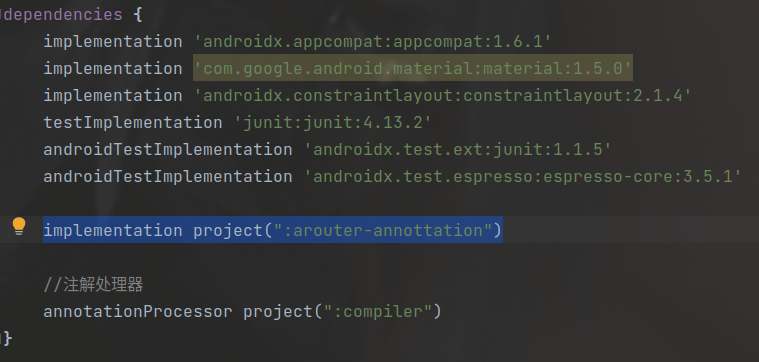 dependencies {
implementation 'androidx.appcompat:appcompat:1.6.1'
implementation 'com.google.android.material:material:1.5.0'
implementation 'androidx.constraintlayout:constraintlayout:2.1.4'
testImplementation 'junit:junit:4.13.2'
androidTestImplementation 'androidx.test.ext:junit:1.1.5'
androidTestImplementation 'androidx.test.espresso:espresso-core:3.5.1'
implementation project(":arouter-annottation")
//注解处理器
annotationProcessor project(":compiler")
}